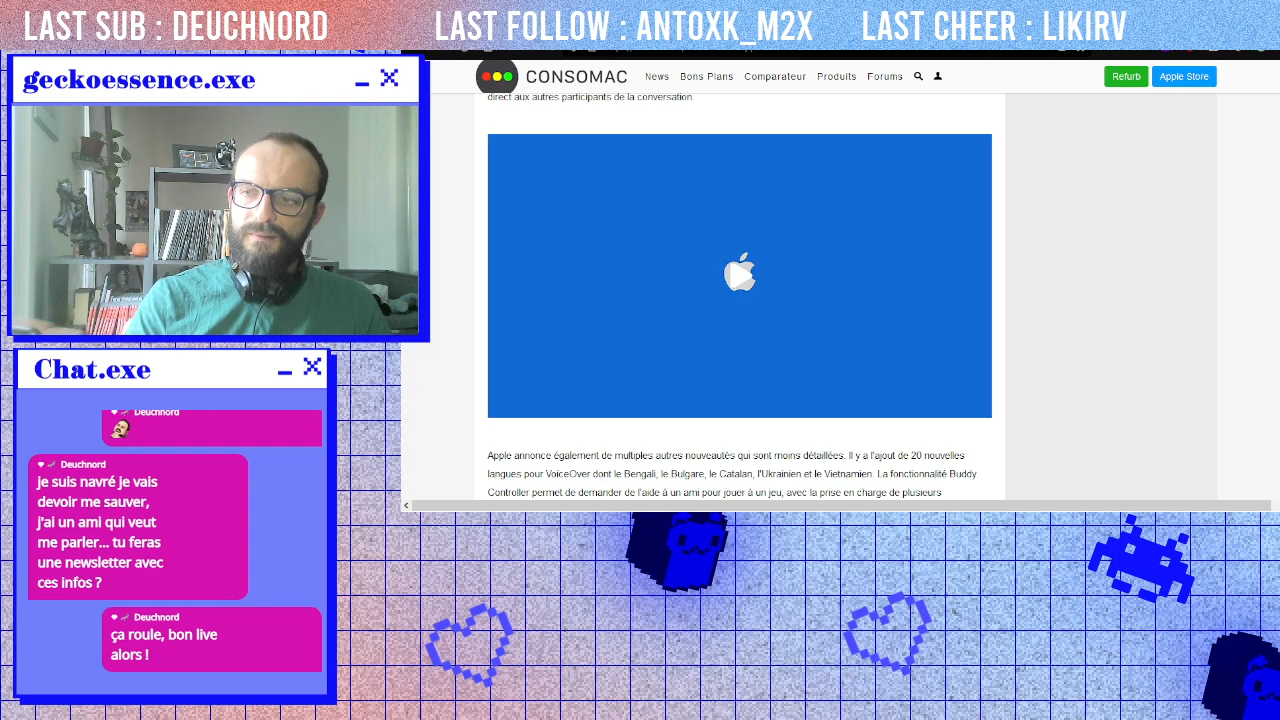 LAST SUB : DEUCHNORD
LAST FOLLOW : ANTOXK_M2X
LAST CHEER : LIKIRV
geckoessence.exe
CONSOMAC
News
Bons Plans
Comparateur
Produits
Forums
Refurb
Apple Store
direct aux autres participants de la conversation.
Apple annonce également de multiples autres nouveautés qui sont moins détaillées. Il y a l'ajout de 20 nouvelles
langues pour VoiceOver dont le Bengali, le Bulgare, le Catalan, l'Ukrainien et le Vietnamien. La fonctionnalité Buddy
Controller permet de demander de l'aide à un ami pour jouer à un jeu, avec la prise en charge de plusieurs
Chat.exe
Deuchnord
Deuchnord
je suis navré je vais
devoir me sauver,
j'ai un ami qui veut
me parler... tu feras
une newsletter avec
ces infos ?
Deuchnord
ça roule, bon live
alors !